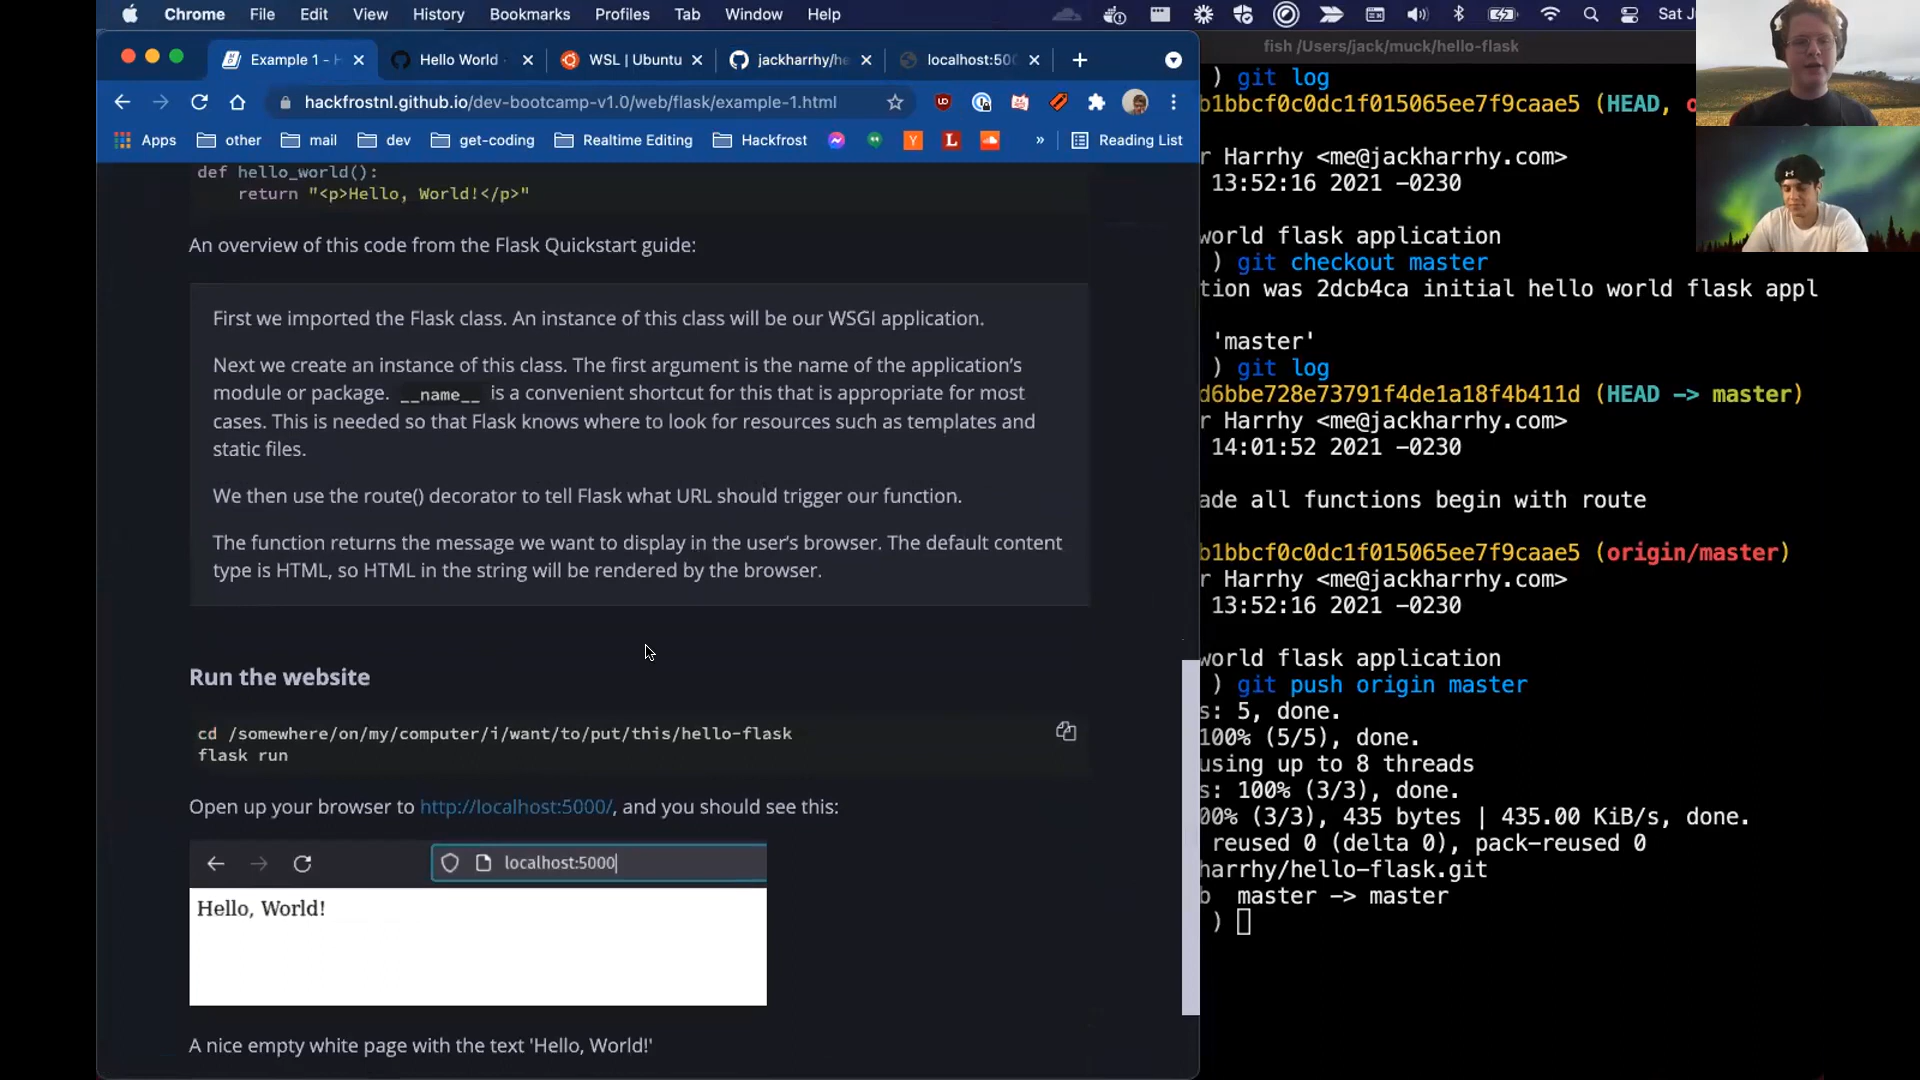 Chrome File Edit View History Bookmarks Profiles Tab Window Help
Example 1 - H
Hello World
WSL | Ubuntu
jackharrhy/he
localhost:500
hackfrostnl.github.io/dev-bootcamp-v1.0/web/flask/example-1.html
Apps other mail dev get-coding Realtime Editing Hackfrost » Reading List
def hello_world():
return "<p>Hello, World!</p>"
An overview of this code from the Flask Quickstart guide:
First we imported the Flask class. An instance of this class will be our WSGI application.
Next we create an instance of this class. The first argument is the name of the application's
module or package. __name__ is a convenient shortcut for this that is appropriate for most
cases. This is needed so that Flask knows where to look for resources such as templates and
static files.
We then use the route() decorator to tell Flask what URL should trigger our function.
The function returns the message we want to display in the user's browser. The default content
type is HTML, so HTML in the string will be rendered by the browser.
Run the website
cd /somewhere/on/my/computer/i/want/to/put/this/hello-flask
flask run
Open up your browser to http://localhost:5000/, and you should see this:
localhost:5000
Hello, World!
A nice empty white page with the text 'Hello, World!'
Sat
fish /Users/jack/muck/hello-flask
) git log
b1bbcf0c0dc1f015065ee7f9caae5 (HEAD, o
r Harrhy <me@jackharrhy.com>
13:52:16 2021 -0230
world flask application
) git checkout master
tion was 2dcb4ca initial hello world flask appl
'master'
) git log
d6bbe728e73791f4de1a18f4b411d (HEAD -> master)
r Harrhy <me@jackharrhy.com>
14:01:52 2021 -0230
ade all functions begin with route
b1bbcf0c0dc1f015065ee7f9caae5 (origin/master)
r Harrhy <me@jackharrhy.com>
13:52:16 2021 -0230
world flask application
) git push origin master
s: 5, done.
100% (5/5), done.
using up to 8 threads
s: 100% (3/3), done.
00% (3/3), 435 bytes | 435.00 KiB/s, done.
reused 0 (delta 0), pack-reused 0
harrhy/hello-flask.git
b master -> master
)